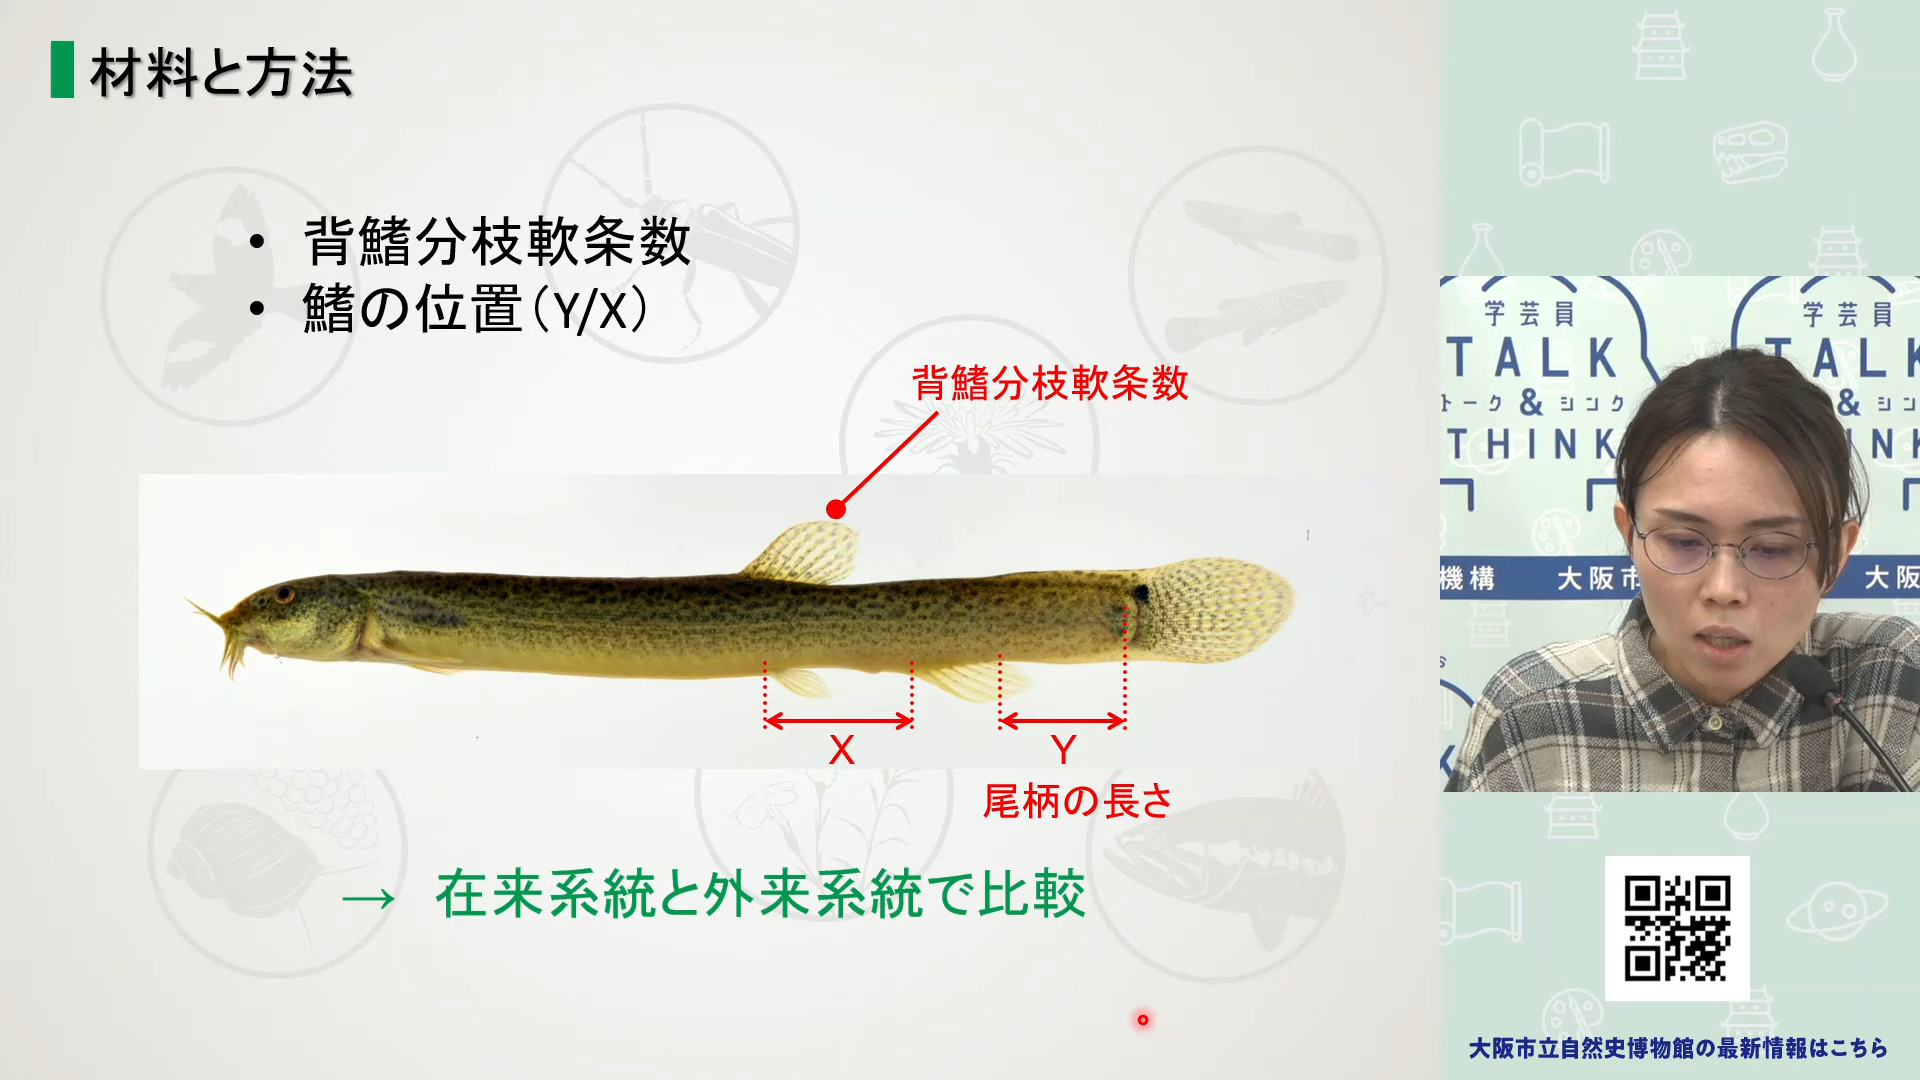 材料と方法
• 背鰭分枝軟条数
• 鰭の位置（Y/X）
背鰭分枝軟条数
X
Y
尾柄の長さ
→ 在来系統と外来系統で比較
学芸員
TALK
トーク&シンク
THINK
機構
大阪市
学芸員
TALK
&シン
INK
大阪
大阪市立自然史博物館の最新情報はこちら